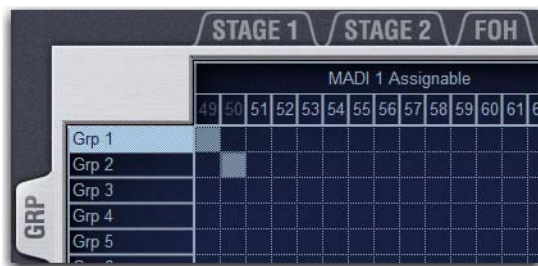 STAGE 1 STAGE 2 FOH
MADI 1 Assignable
49 50 51 52 53 54 55 56 57 58 59 60 61
Grp 1
Grp 2
Grp 3
Grp 4
Grp 5
GRP